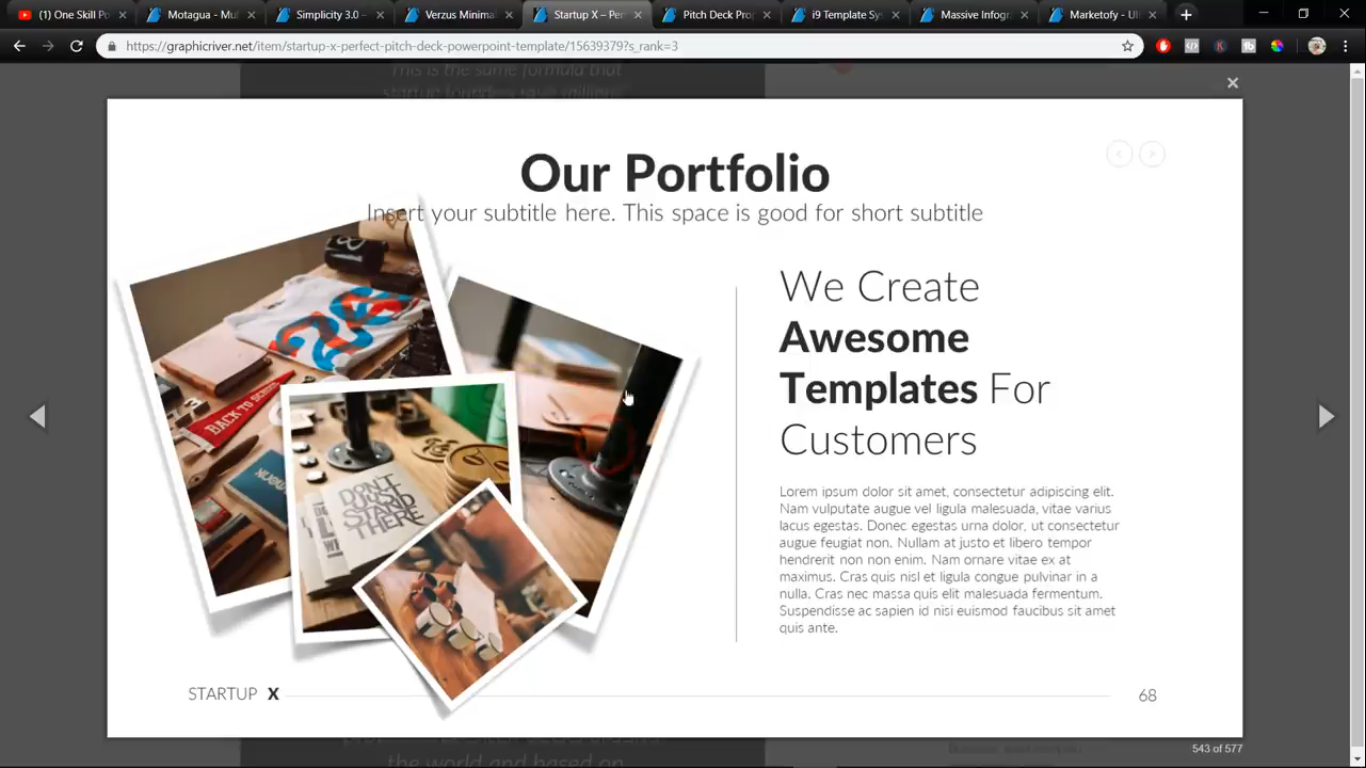 (1) One Skill Po
Motagua - Mul
Simplicity 3.0 –
Verzus Minima
Startup X – Per
Pitch Deck Pro
i9 Template Sy
Massive Infogr
Marketofy - Ul
https://graphicriver.net/item/startup-x-perfect-pitch-deck-powerpoint-template/15639379?s_rank=3
This is the same formula that
Our Portfolio
Insert your subtitle here. This space is good for short subtitle
We Create
Awesome
Templates For
Customers
BACK TO SCHOOL
DON'T
JUST
STAND
THERE
Lorem ipsum dolor sit amet, consectetur adipiscing elit.
Nam vulputate augue vel ligula malesuada, vitae varius
lacus egestas. Donec egestas urna dolor, ut consectetur
augue feugiat non. Nullam at justo et libero tempor
hendrerit non non enim. Nam ornare vitae ex at
maximus. Cras quis nisl et ligula congue pulvinar in a
nulla. Cras nec massa quis elit malesuada fermentum.
Suspendisse ac sapien id nisi euismod faucibus sit amet
quis ante.
STARTUP X
68
543 of 577
the world and based on